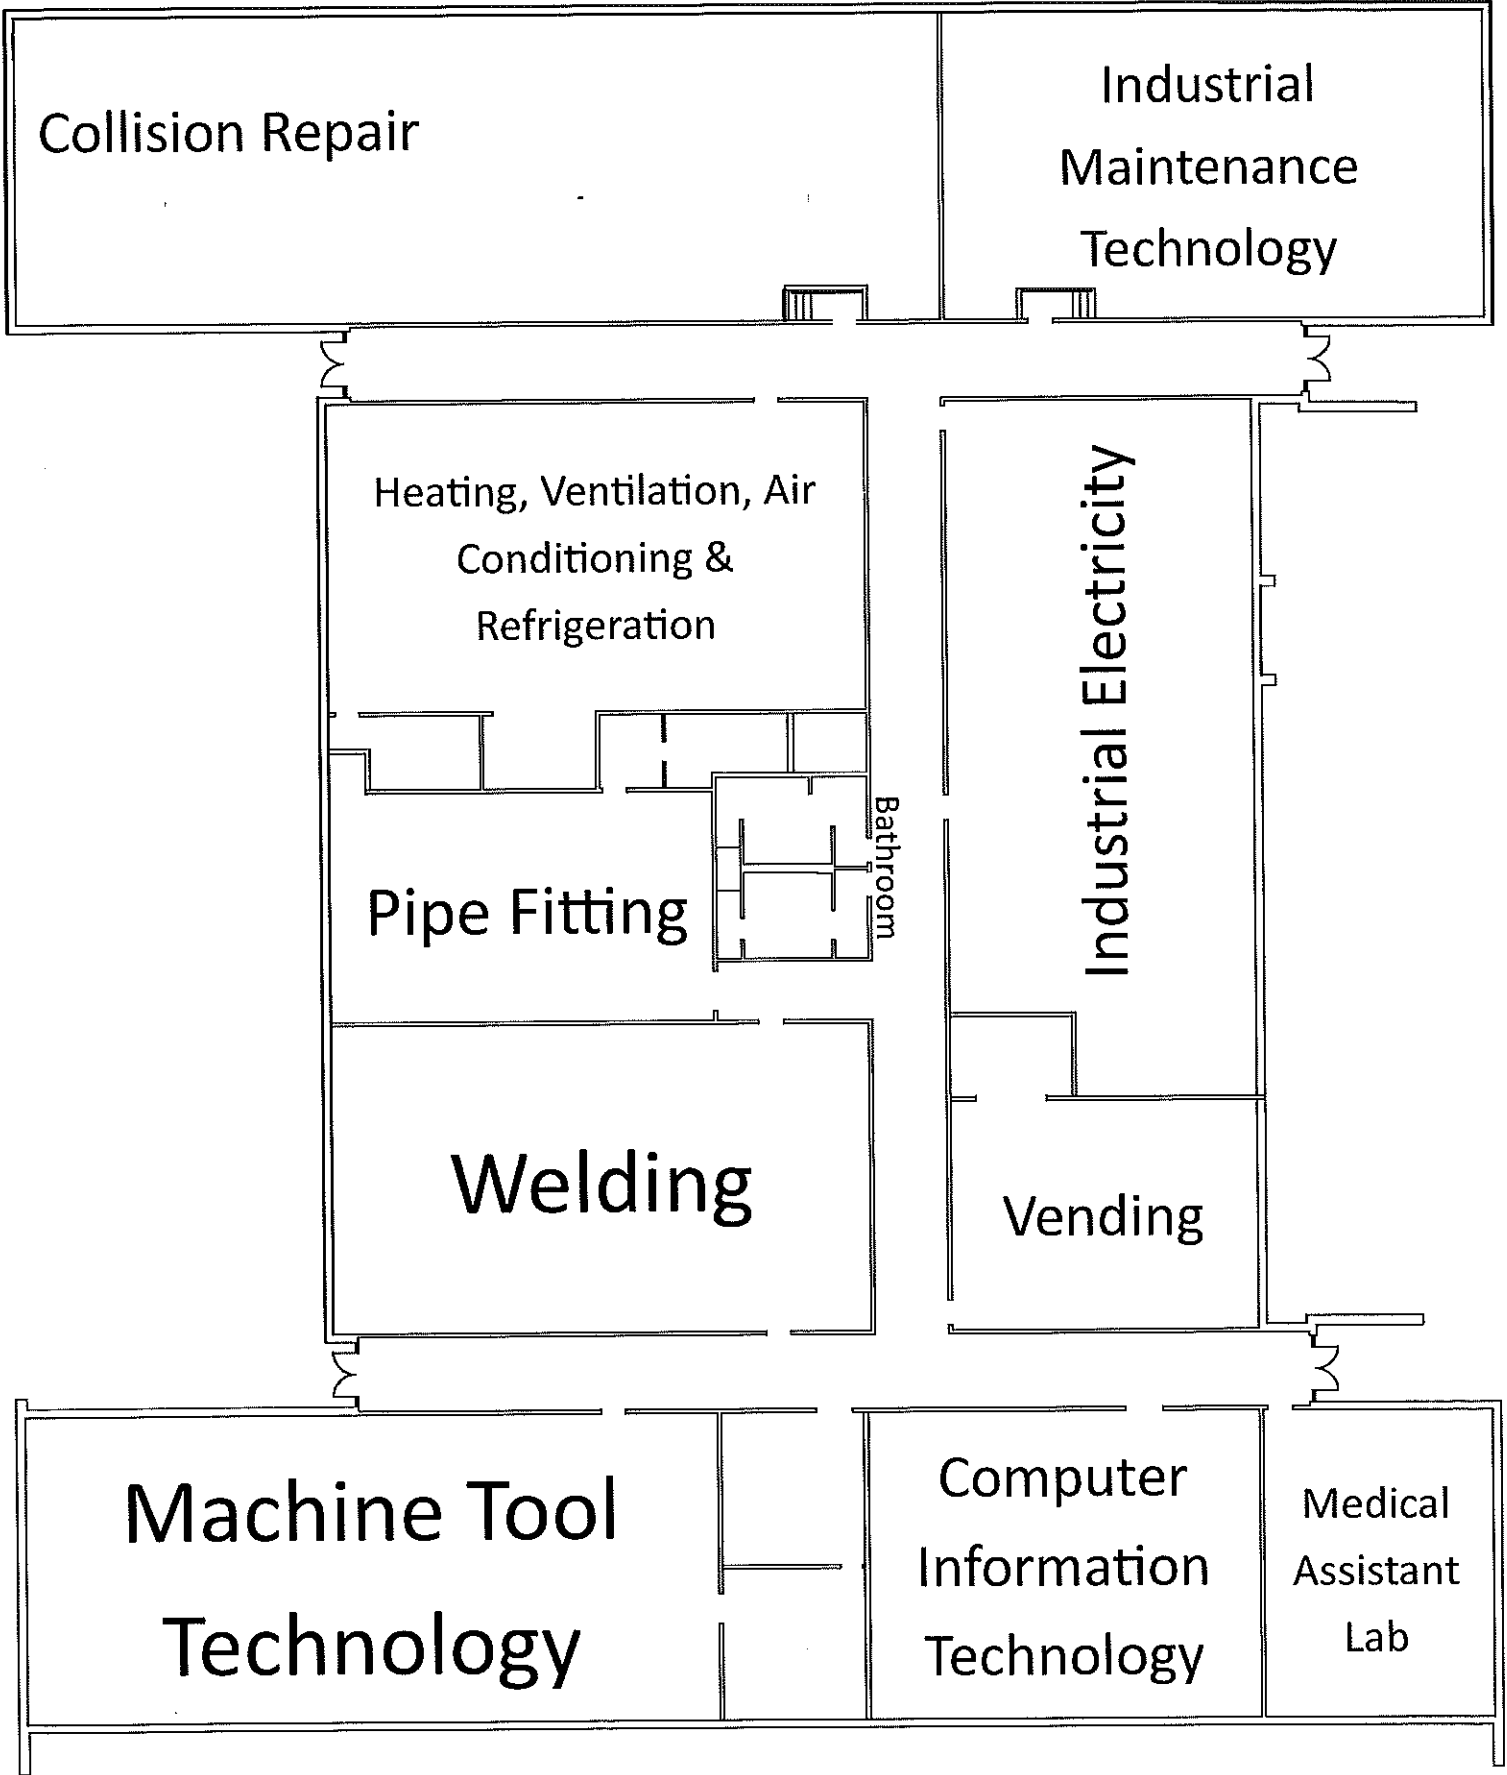 Collision Repair
Industrial
Maintenance
Technology
Heating, Ventilation, Air
Conditioning &
Refrigeration
Industrial Electricity
Bathroom
Pipe Fitting
Welding
Vending
Machine Tool
Technology
Computer
Information
Technology
Medical
Assistant
Lab